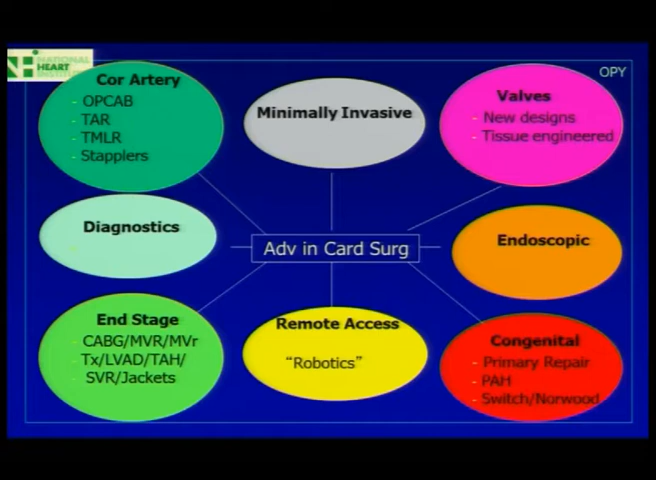 NATIONAL
HEART
INSTITUTE
OPY
Cor Artery
- OPCAB
- TAR
- TMLR
- Stapplers
Minimally Invasive
Valves
- New designs
- Tissue engineered
Diagnostics
Adv in Card Surg
Endoscopic
End Stage
- CABG/MVR/MVr
- Tx/LVAD/TAH/
SVR/Jackets
Remote Access
"Robotics"
Congenital
- Primary Repair
- PAH
- Switch/Norwood